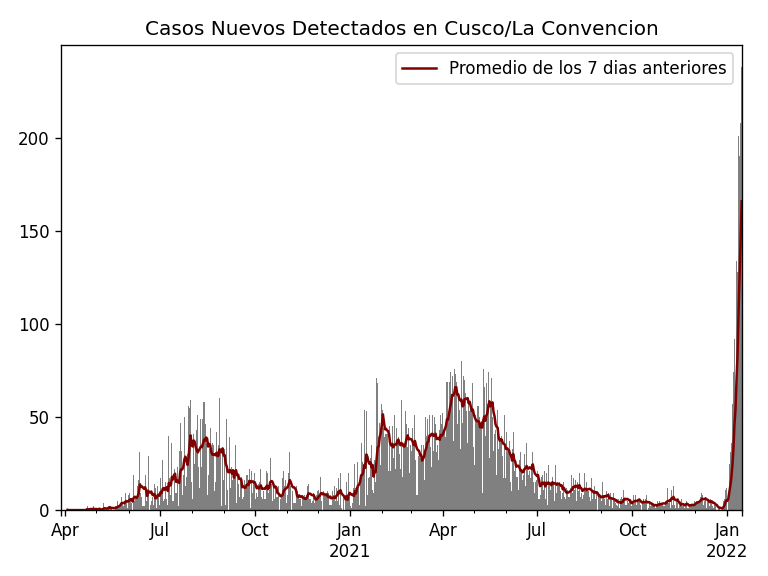 Casos Nuevos Detectados en Cusco/La Convencion
Promedio de los 7 dias anteriores
200
150
100
50
0
Apr Jul Oct Jan Apr Jul Oct Jan
2021 2022